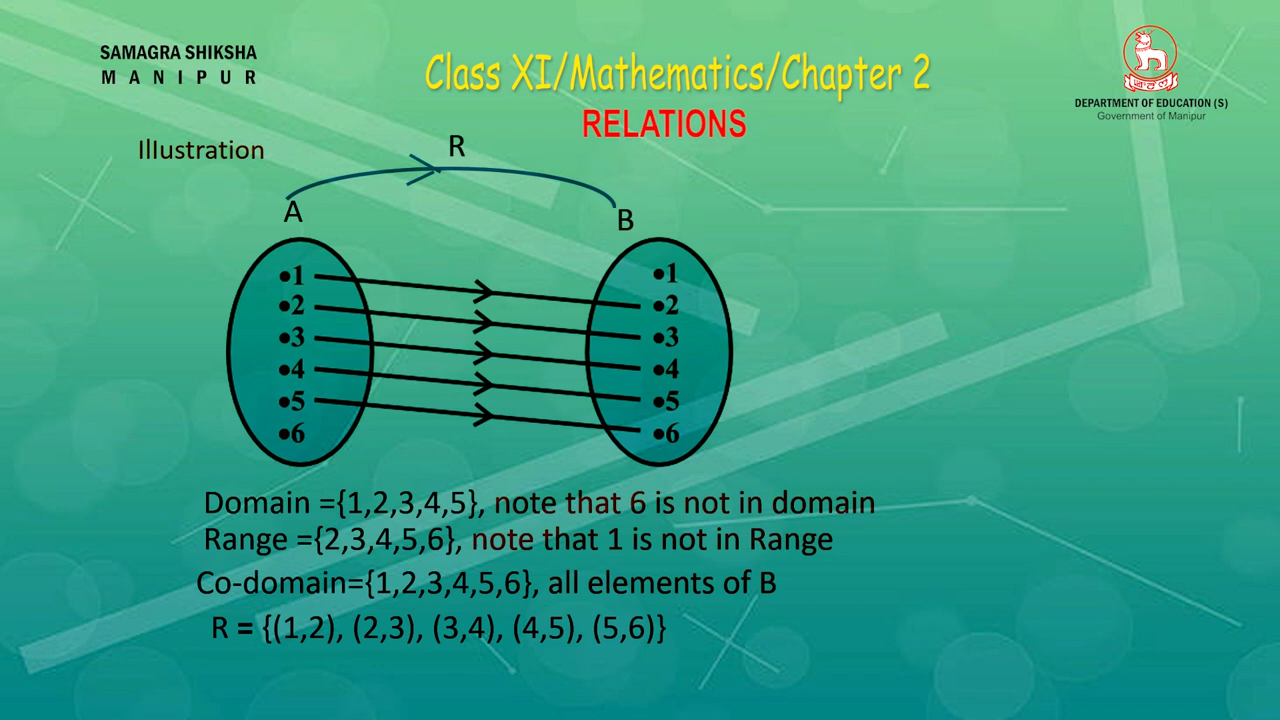 SAMAGRA SHIKSHA
MANIPUR
Class XI/Mathematics/Chapter 2
RELATIONS
DEPARTMENT OF EDUCATION (S)
Government of Manipur
Illustration
R
A
B
•1
•2
•3
•4
•5
•6
•1
•2
•3
•4
•5
•6
Domain ={1,2,3,4,5}, note that 6 is not in domain
Range ={2,3,4,5,6}, note that 1 is not in Range
Co-domain={1,2,3,4,5,6}, all elements of B
R = {(1,2), (2,3), (3,4), (4,5), (5,6)}